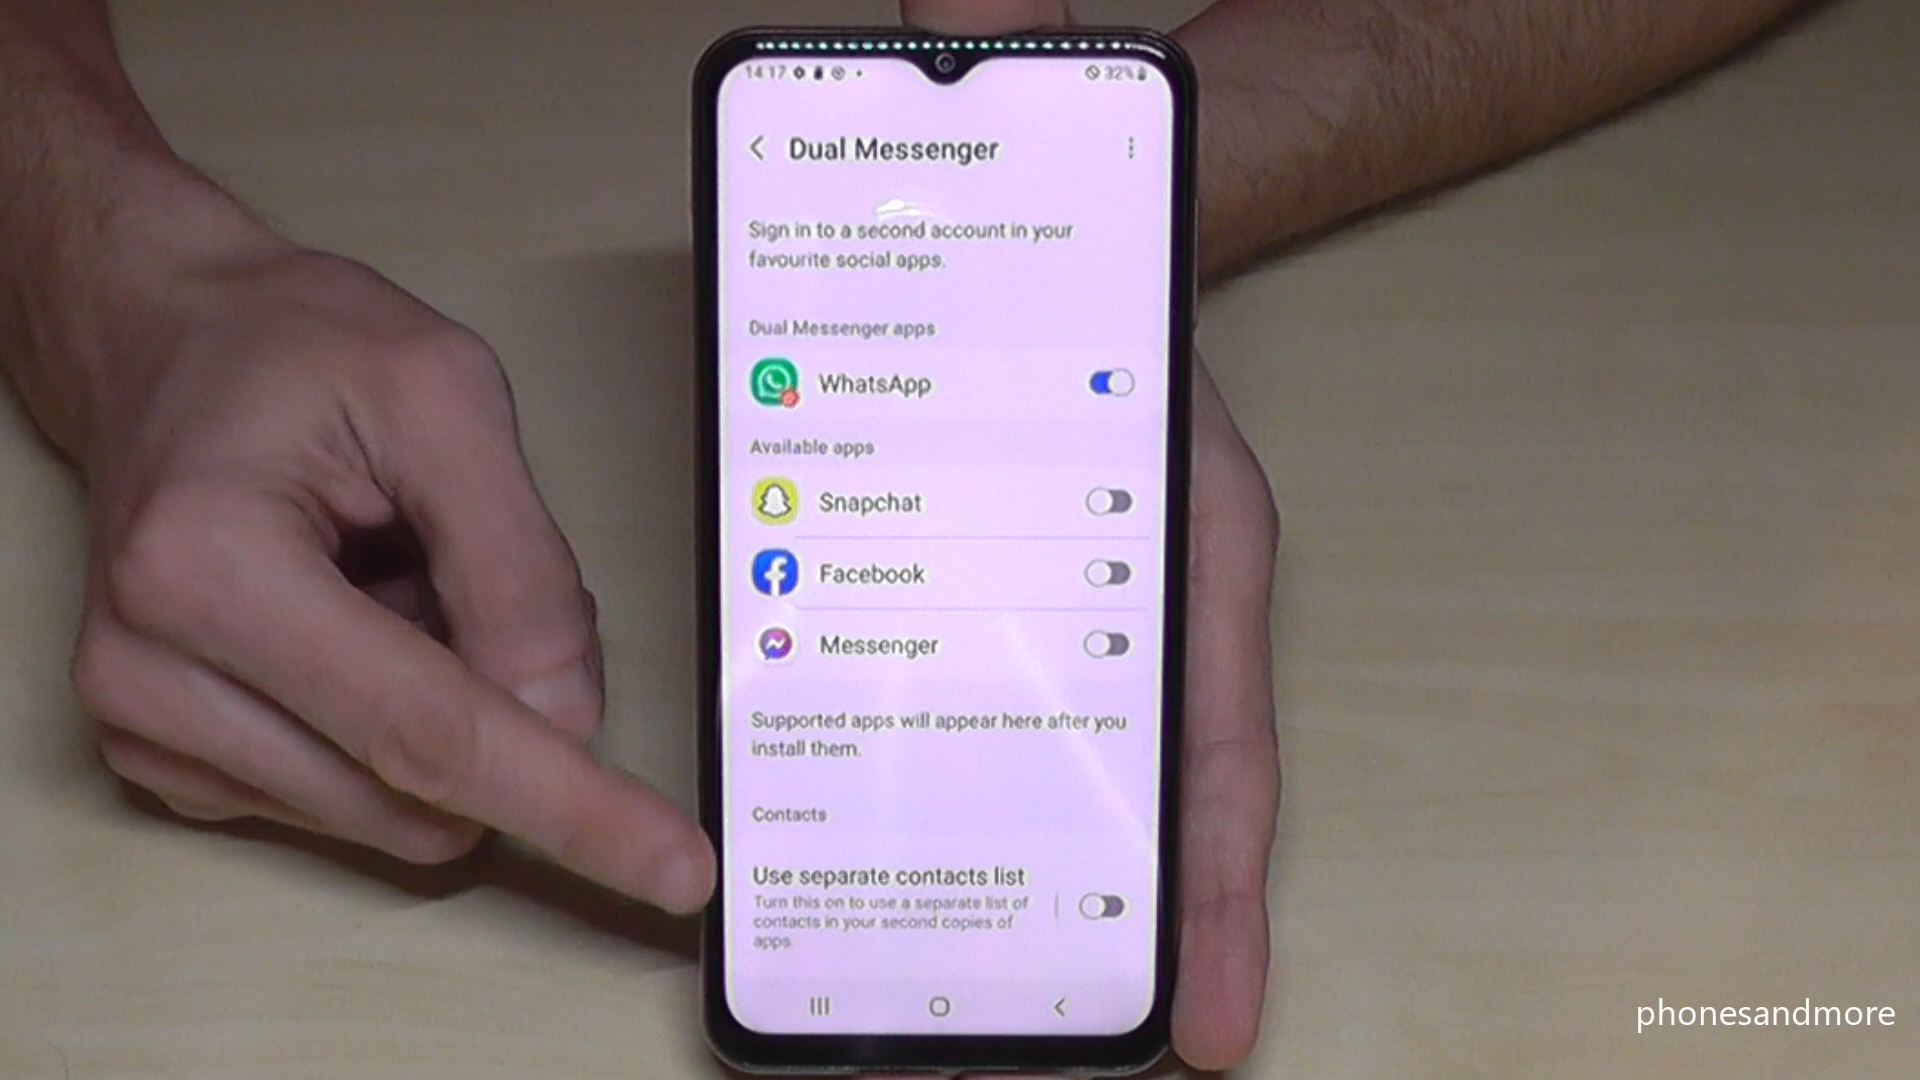 14:17
32%
Dual Messenger
Sign in to a second account in your
favourite social apps.
Dual Messenger apps
WhatsApp
Available apps
Snapchat
Facebook
Messenger
Supported apps will appear here after you
install them.
Contacts
Use separate contacts list
Turn this on to use a separate list of
contacts in your second copies of
apps.
phonesandmore